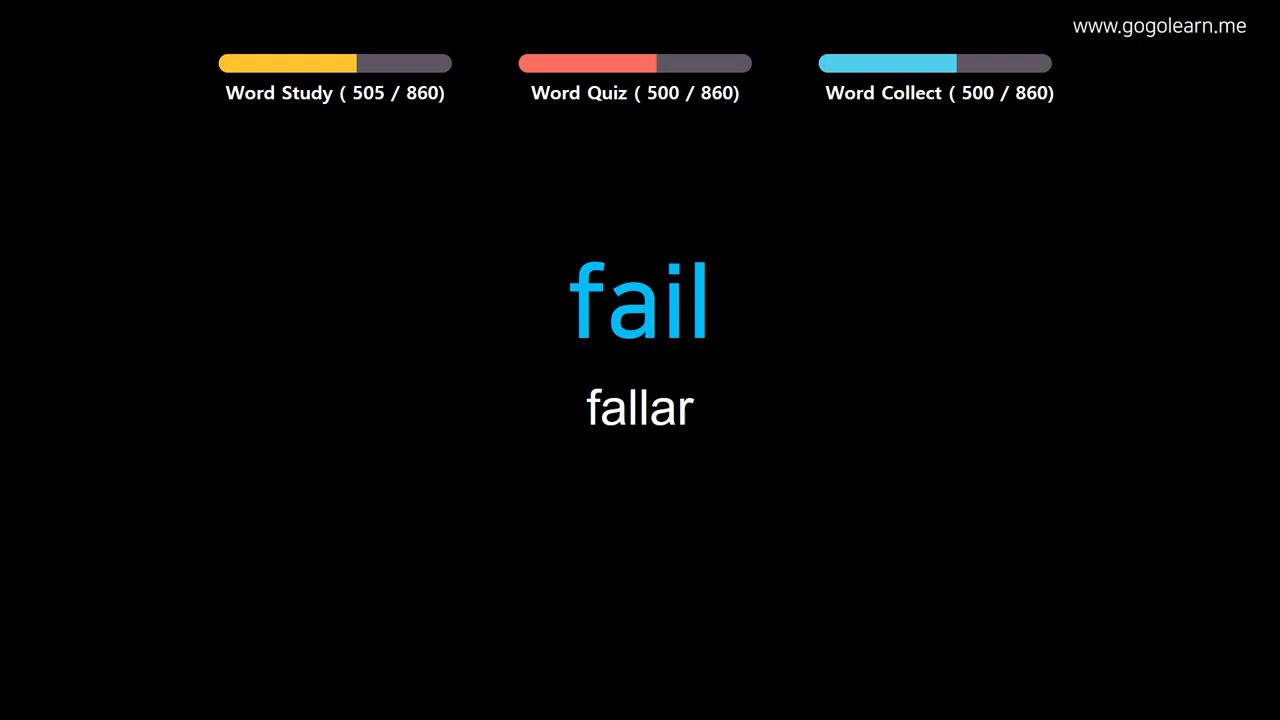 www.gogolearn.me
Word Study ( 505 / 860)
Word Quiz ( 500 / 860)
Word Collect ( 500 / 860)
fail
fallar